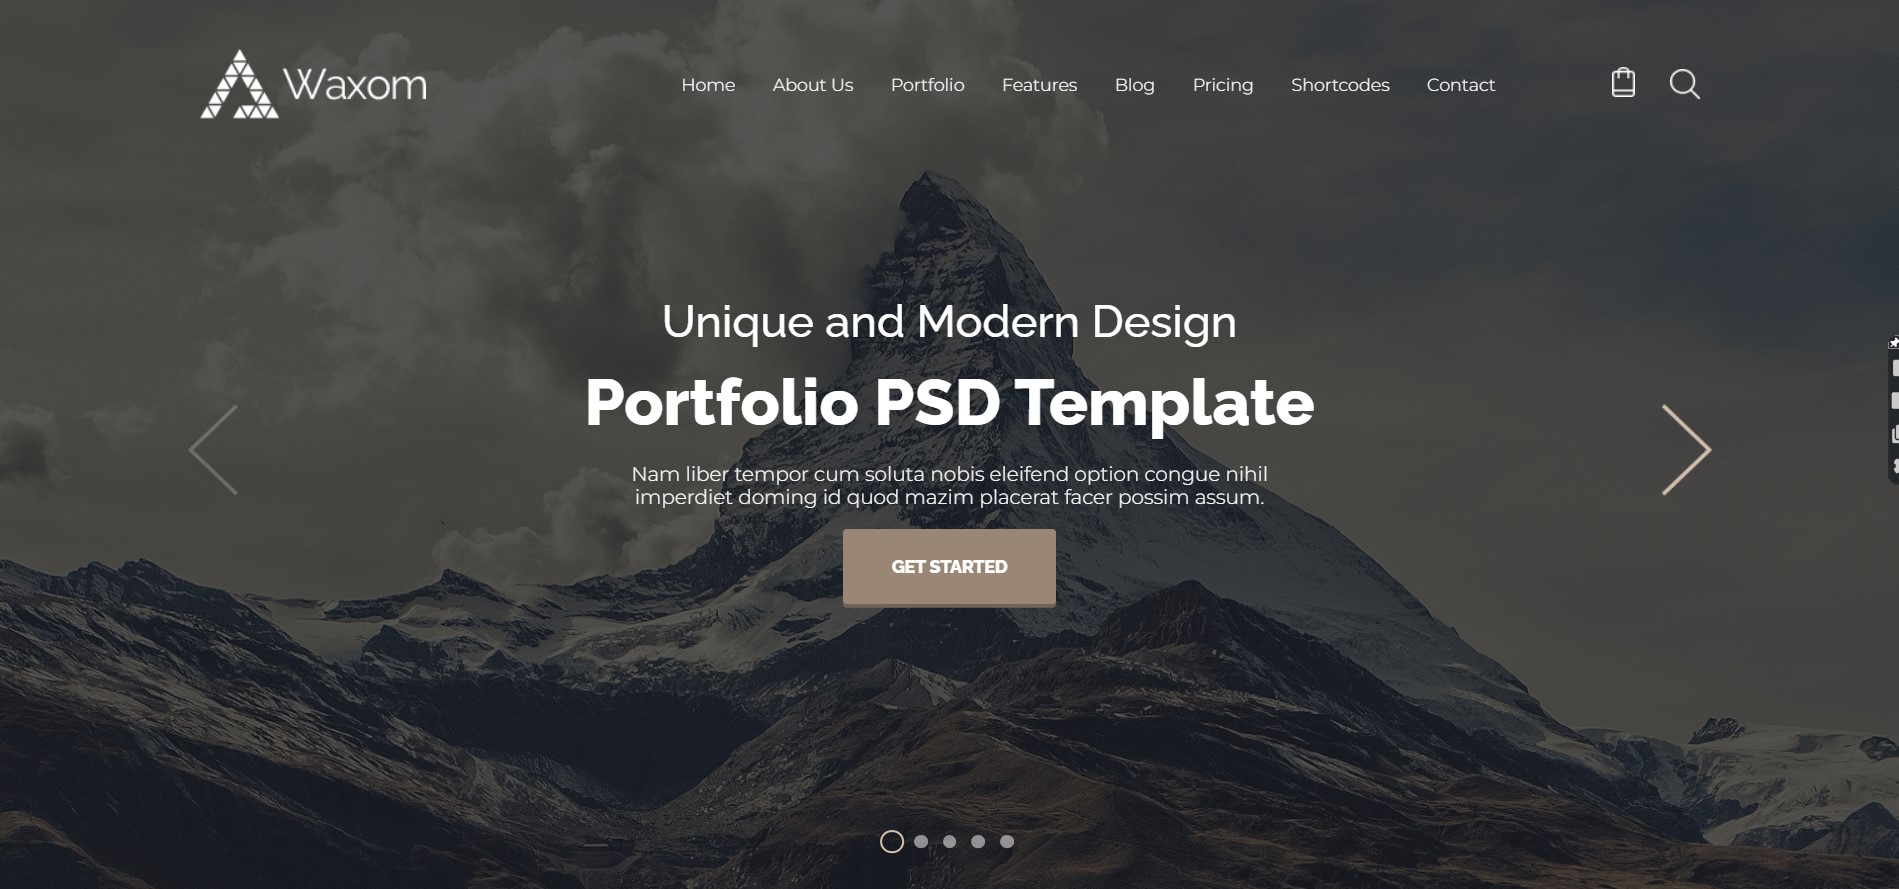 Waxom
Home About Us Portfolio Features Blog Pricing Shortcodes Contact
Unique and Modern Design
Portfolio PSD Template
Nam liber tempor cum soluta nobis eleifend option congue nihil
imperdiet doming id quod mazim placerat facer possim assum.
GET STARTED